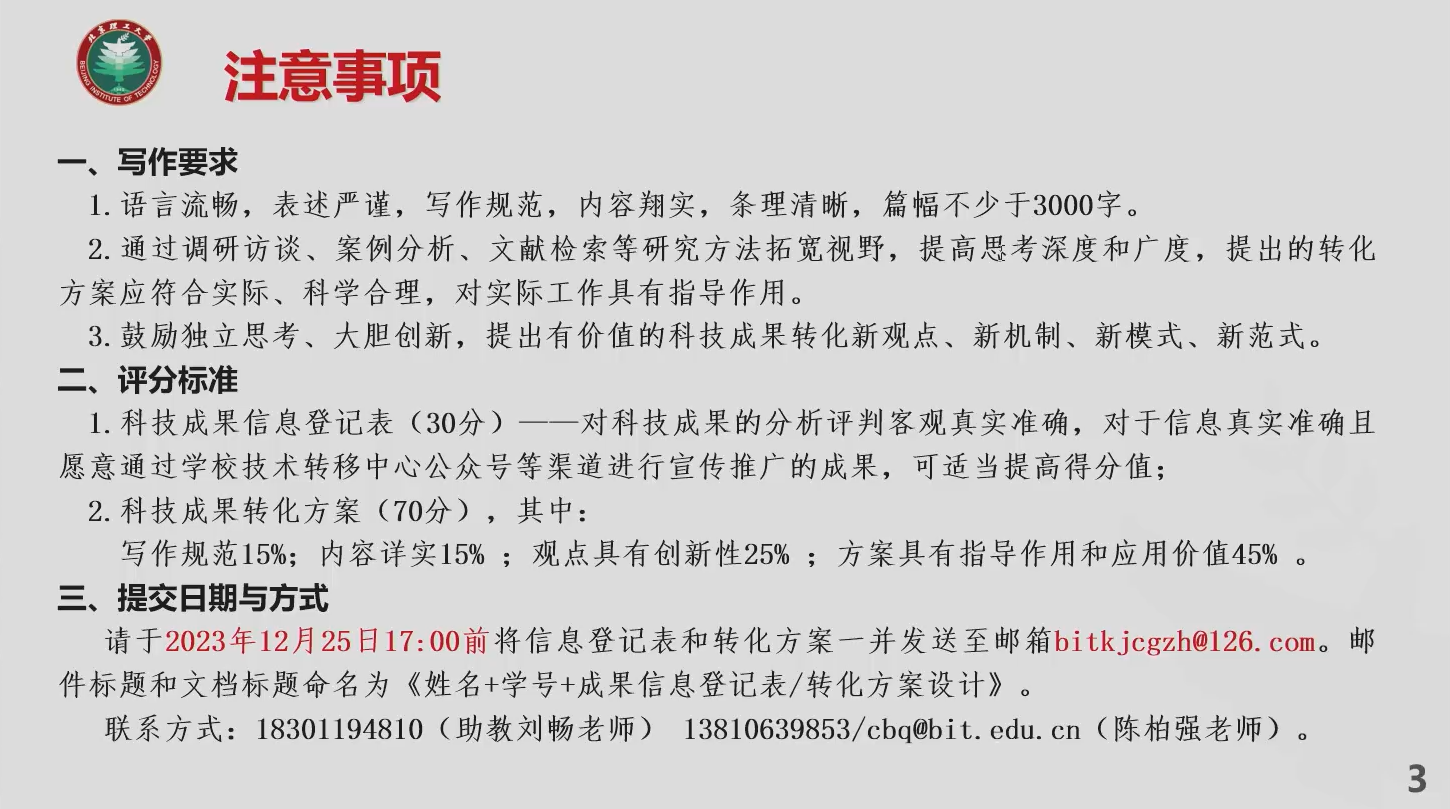 北京理工大学
BEIJING INSTITUTE OF TECHNOLOGY
1940
注意事项
一、写作要求
1.语言流畅，表述严谨，写作规范，内容翔实，条理清晰，篇幅不少于3000字。
2.通过调研访谈、案例分析、文献检索等研究方法拓宽视野，提高思考深度和广度，提出的转化
方案应符合实际、科学合理，对实际工作具有指导作用。
3.鼓励独立思考、大胆创新，提出有价值的科技成果转化新观点、新机制、新模式、新范式。
二、评分标准
1.科技成果信息登记表（30分）——对科技成果的分析评判客观真实准确，对于信息真实准确且
愿意通过学校技术转移中心公众号等渠道进行宣传推广的成果，可适当提高得分值；
2.科技成果转化方案（70分），其中：
写作规范15%；内容详实15% ；观点具有创新性25% ；方案具有指导作用和应用价值45% 。
三、提交日期与方式
请于2023年12月25日17:00前将信息登记表和转化方案一并发送至邮箱bitkjcgzh@126.com。邮
件标题和文档标题命名为《姓名+学号+成果信息登记表/转化方案设计》。
联系方式：18301194810（助教刘畅老师） 13810639853/cbq@bit.edu.cn（陈柏强老师）。
3